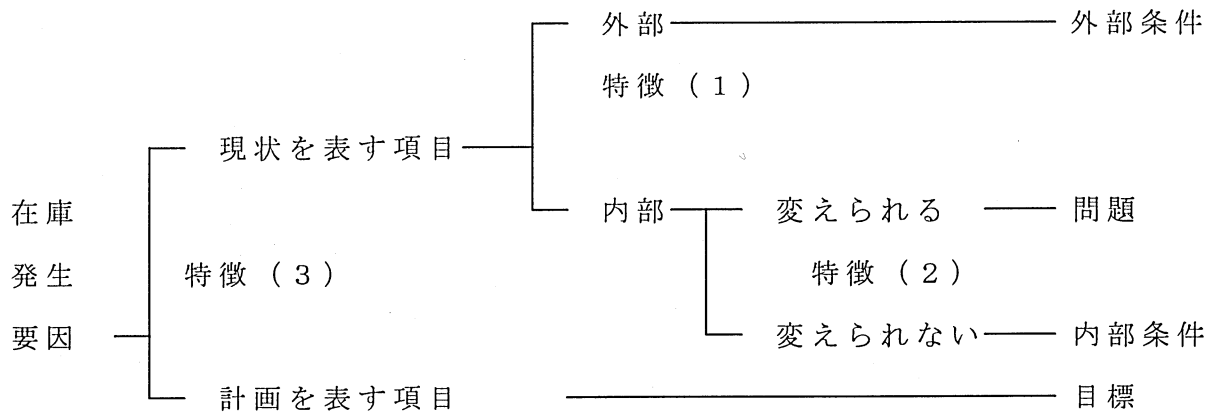 外部
外部条件
特徴（1）
現状を表す項目
内部
変えられる
問題
在庫
発生
要因
特徴（3）
特徴（2）
変えられない
内部条件
計画を表す項目
目標